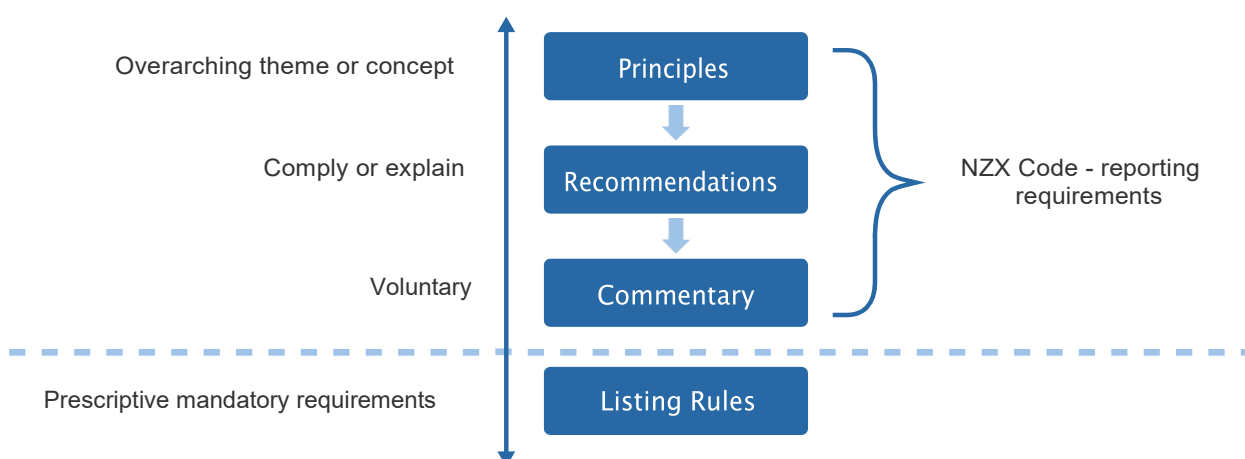 Overarching theme or concept
Principles
Comply or explain
Recommendations
NZX Code - reporting
requirements
Voluntary
Commentary
Prescriptive mandatory requirements
Listing Rules